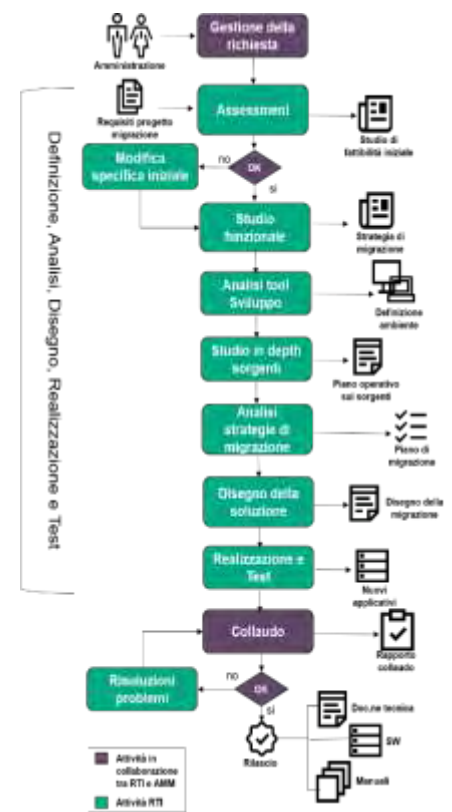 Gestione della
richiesta
Amministrazione
Assessment
Requisiti progetto
migrazione
Studio di
fattibilità iniziale
Modifica
specifica iniziale
no
OK
si
Studio
funzionale
Strategia di
migrazione
Analisi tool
Sviluppo
Definizione
ambiente
Studio in depth
sorgenti
Piano operativo
sui sorgenti
Analisi
strategie di
migrazione
Piano di
migrazione
Disegno della
soluzione
Disegno della
migrazione
Realizzazione e
Test
Nuovi
applicativi
Definizione, Analisi, Disegno, Realizzazione e Test
Collaudo
Rapporto
collaudo
Risoluzioni
problemi
no
OK
si
Rilascio
Doc.ne tecnica
SW
Manuali
Attività in
collaborazione
tra RTI e AMM
Attività RTI